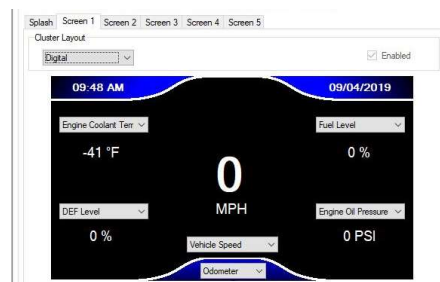 Splash Screen 1 Screen 2 Screen 3 Screen 4 Screen 5
Cluster Layout
Digital
Enabled
09:48 AM
09/04/2019
Engine Coolant Terr
Fuel Level
-41 °F
0 %
0
MPH
DEF Level
Engine Oil Pressure
0 %
0 PSI
Vehicle Speed
Odometer